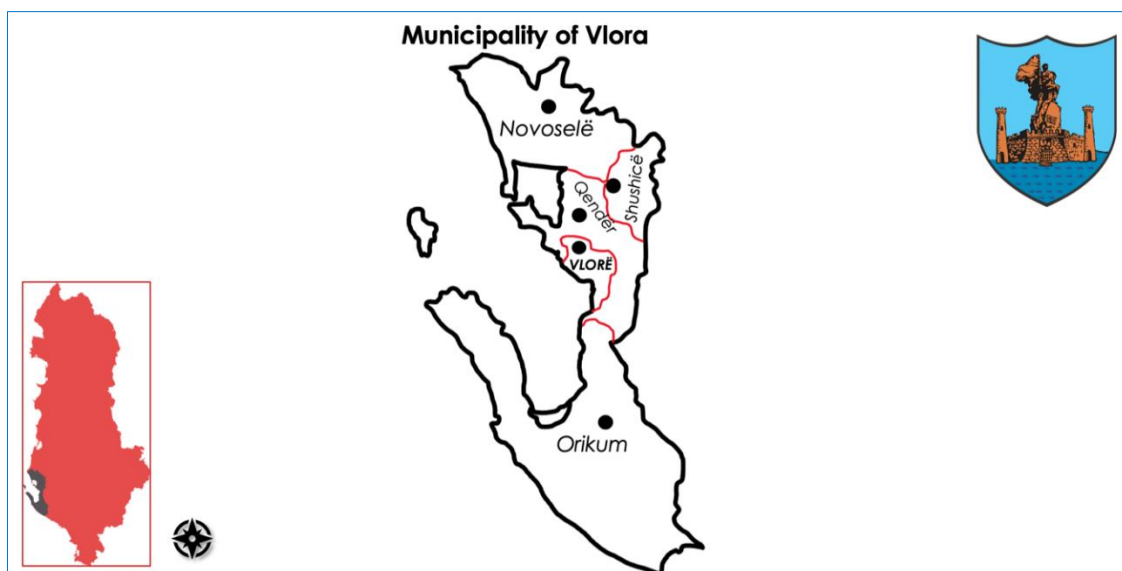 Municipality of Vlora
Novoselë
Shushicë
Qendër
VLORË
Orikum